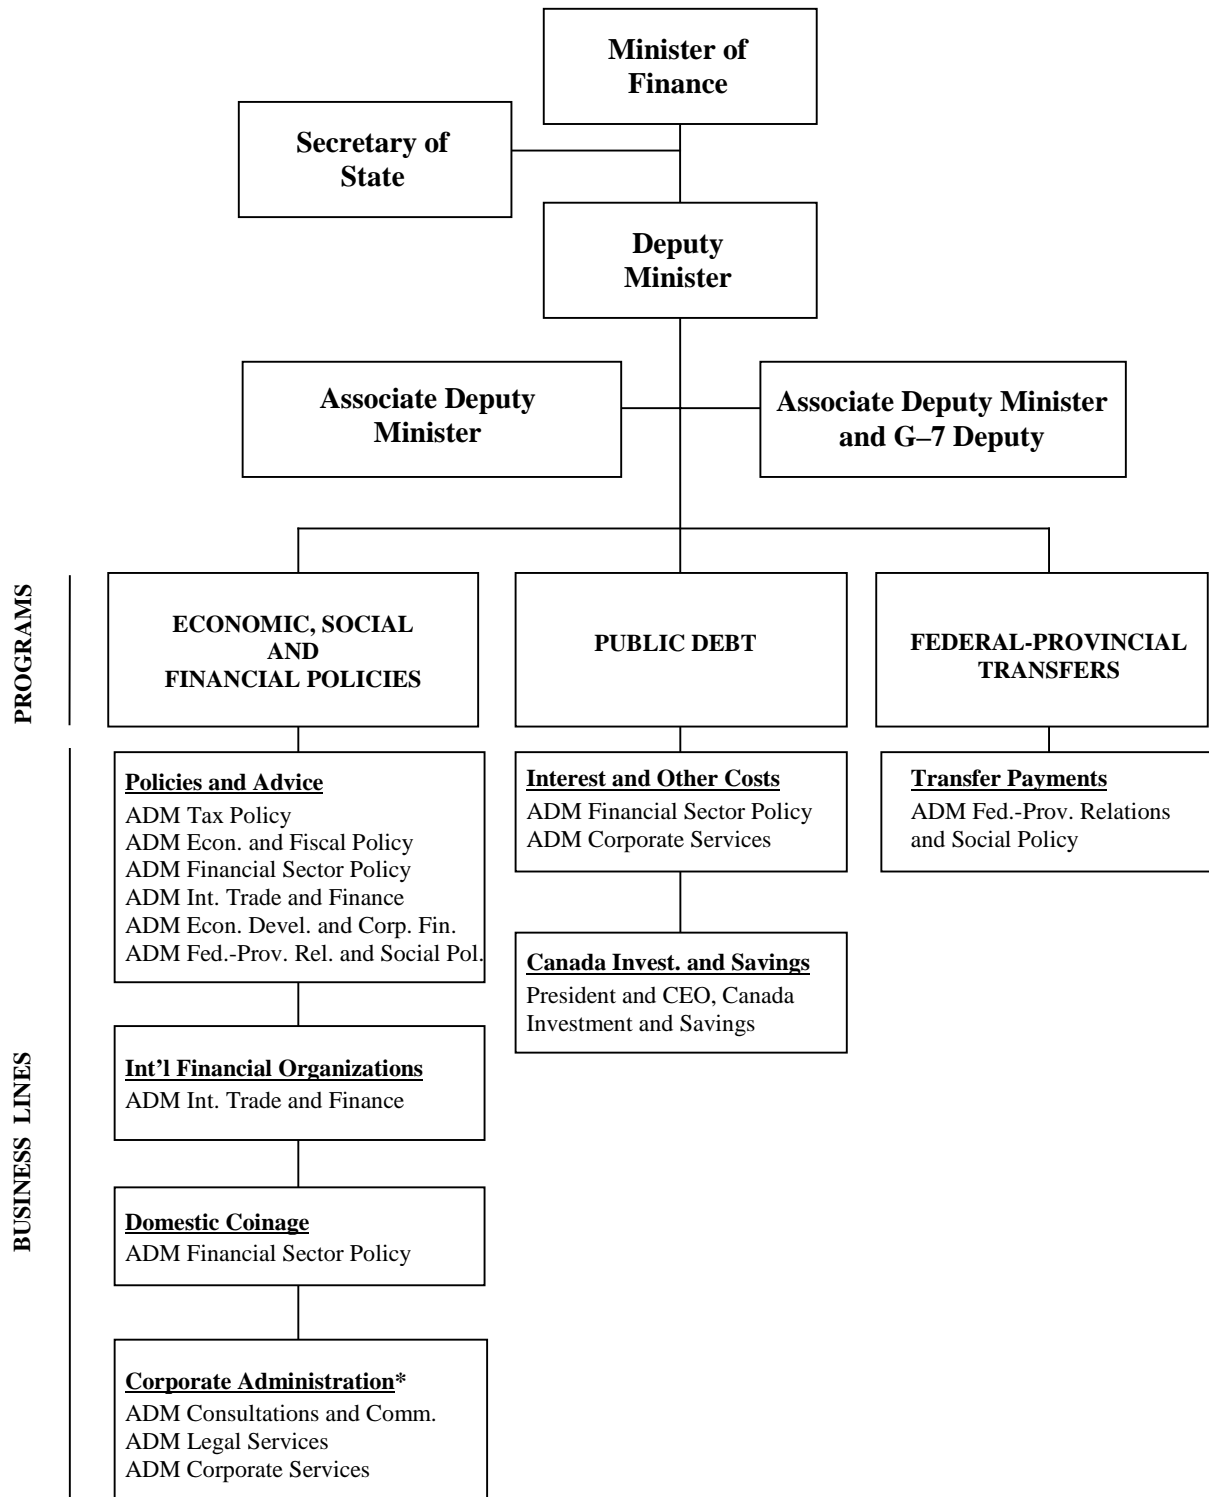 Minister of
Finance
Secretary of
State
Deputy
Minister
Associate Deputy
Minister
Associate Deputy Minister
and G–7 Deputy
PROGRAMS
ECONOMIC, SOCIAL
AND
FINANCIAL POLICIES
PUBLIC DEBT
FEDERAL-PROVINCIAL
TRANSFERS
BUSINESS LINES
Policies and Advice
ADM Tax Policy
ADM Econ. and Fiscal Policy
ADM Financial Sector Policy
ADM Int. Trade and Finance
ADM Econ. Devel. and Corp. Fin.
ADM Fed.-Prov. Rel. and Social Pol.
Int’l Financial Organizations
ADM Int. Trade and Finance
Domestic Coinage
ADM Financial Sector Policy
Corporate Administration*
ADM Consultations and Comm.
ADM Legal Services
ADM Corporate Services
Interest and Other Costs
ADM Financial Sector Policy
ADM Corporate Services
Canada Invest. and Savings
President and CEO, Canada
Investment and Savings
Transfer Payments
ADM Fed.-Prov. Relations
and Social Policy